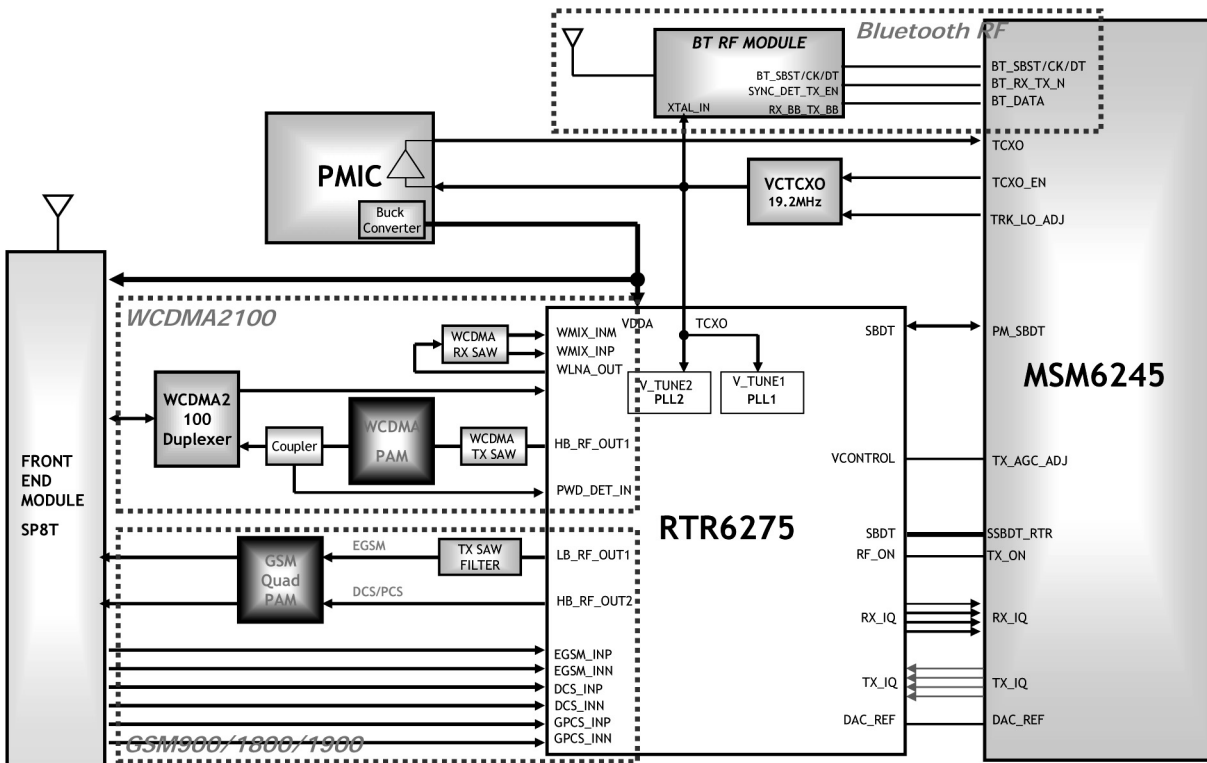 Bluetooth RF
BT RF MODULE
BT_SBST/CK/DT
SYNC_DET_TX_EN
XTAL_IN
RX_BB_TX_BB
BT_SBST/CK/DT
BT_RX_TX_N
BT_DATA
PMIC
Buck
Converter
VCTCXO
19.2MHz
TCXO
TCXO_EN
TRK_LO_ADJ
WCDMA2100
WCDMA
RX SAW
WMIX_INM
WMIX_INP
WLNA_OUT
VDDA
TCXO
V_TUNE2
PLL2
V_TUNE1
PLL1
SBDT
PM_SBDT
MSM6245
WCDMA2
100
Duplexer
Coupler
WCDMA
PAM
WCDMA
TX SAW
HB_RF_OUT1
PWD_DET_IN
VCONTROL
TX_AGC_ADJ
FRONT
END
MODULE
SP8T
RTR6275
EGSM
GSM
Quad
PAM
DCS/PCS
TX SAW
FILTER
LB_RF_OUT1
HB_RF_OUT2
SBDT
RF_ON
SSBDT_RTR
TX_ON
RX_IQ
RX_IQ
EGSM_INP
EGSM_INN
DCS_INP
DCS_INN
GPCS_INP
GPCS_INN
TX_IQ
TX_IQ
DAC_REF
DAC_REF
GSM900/1800/1900